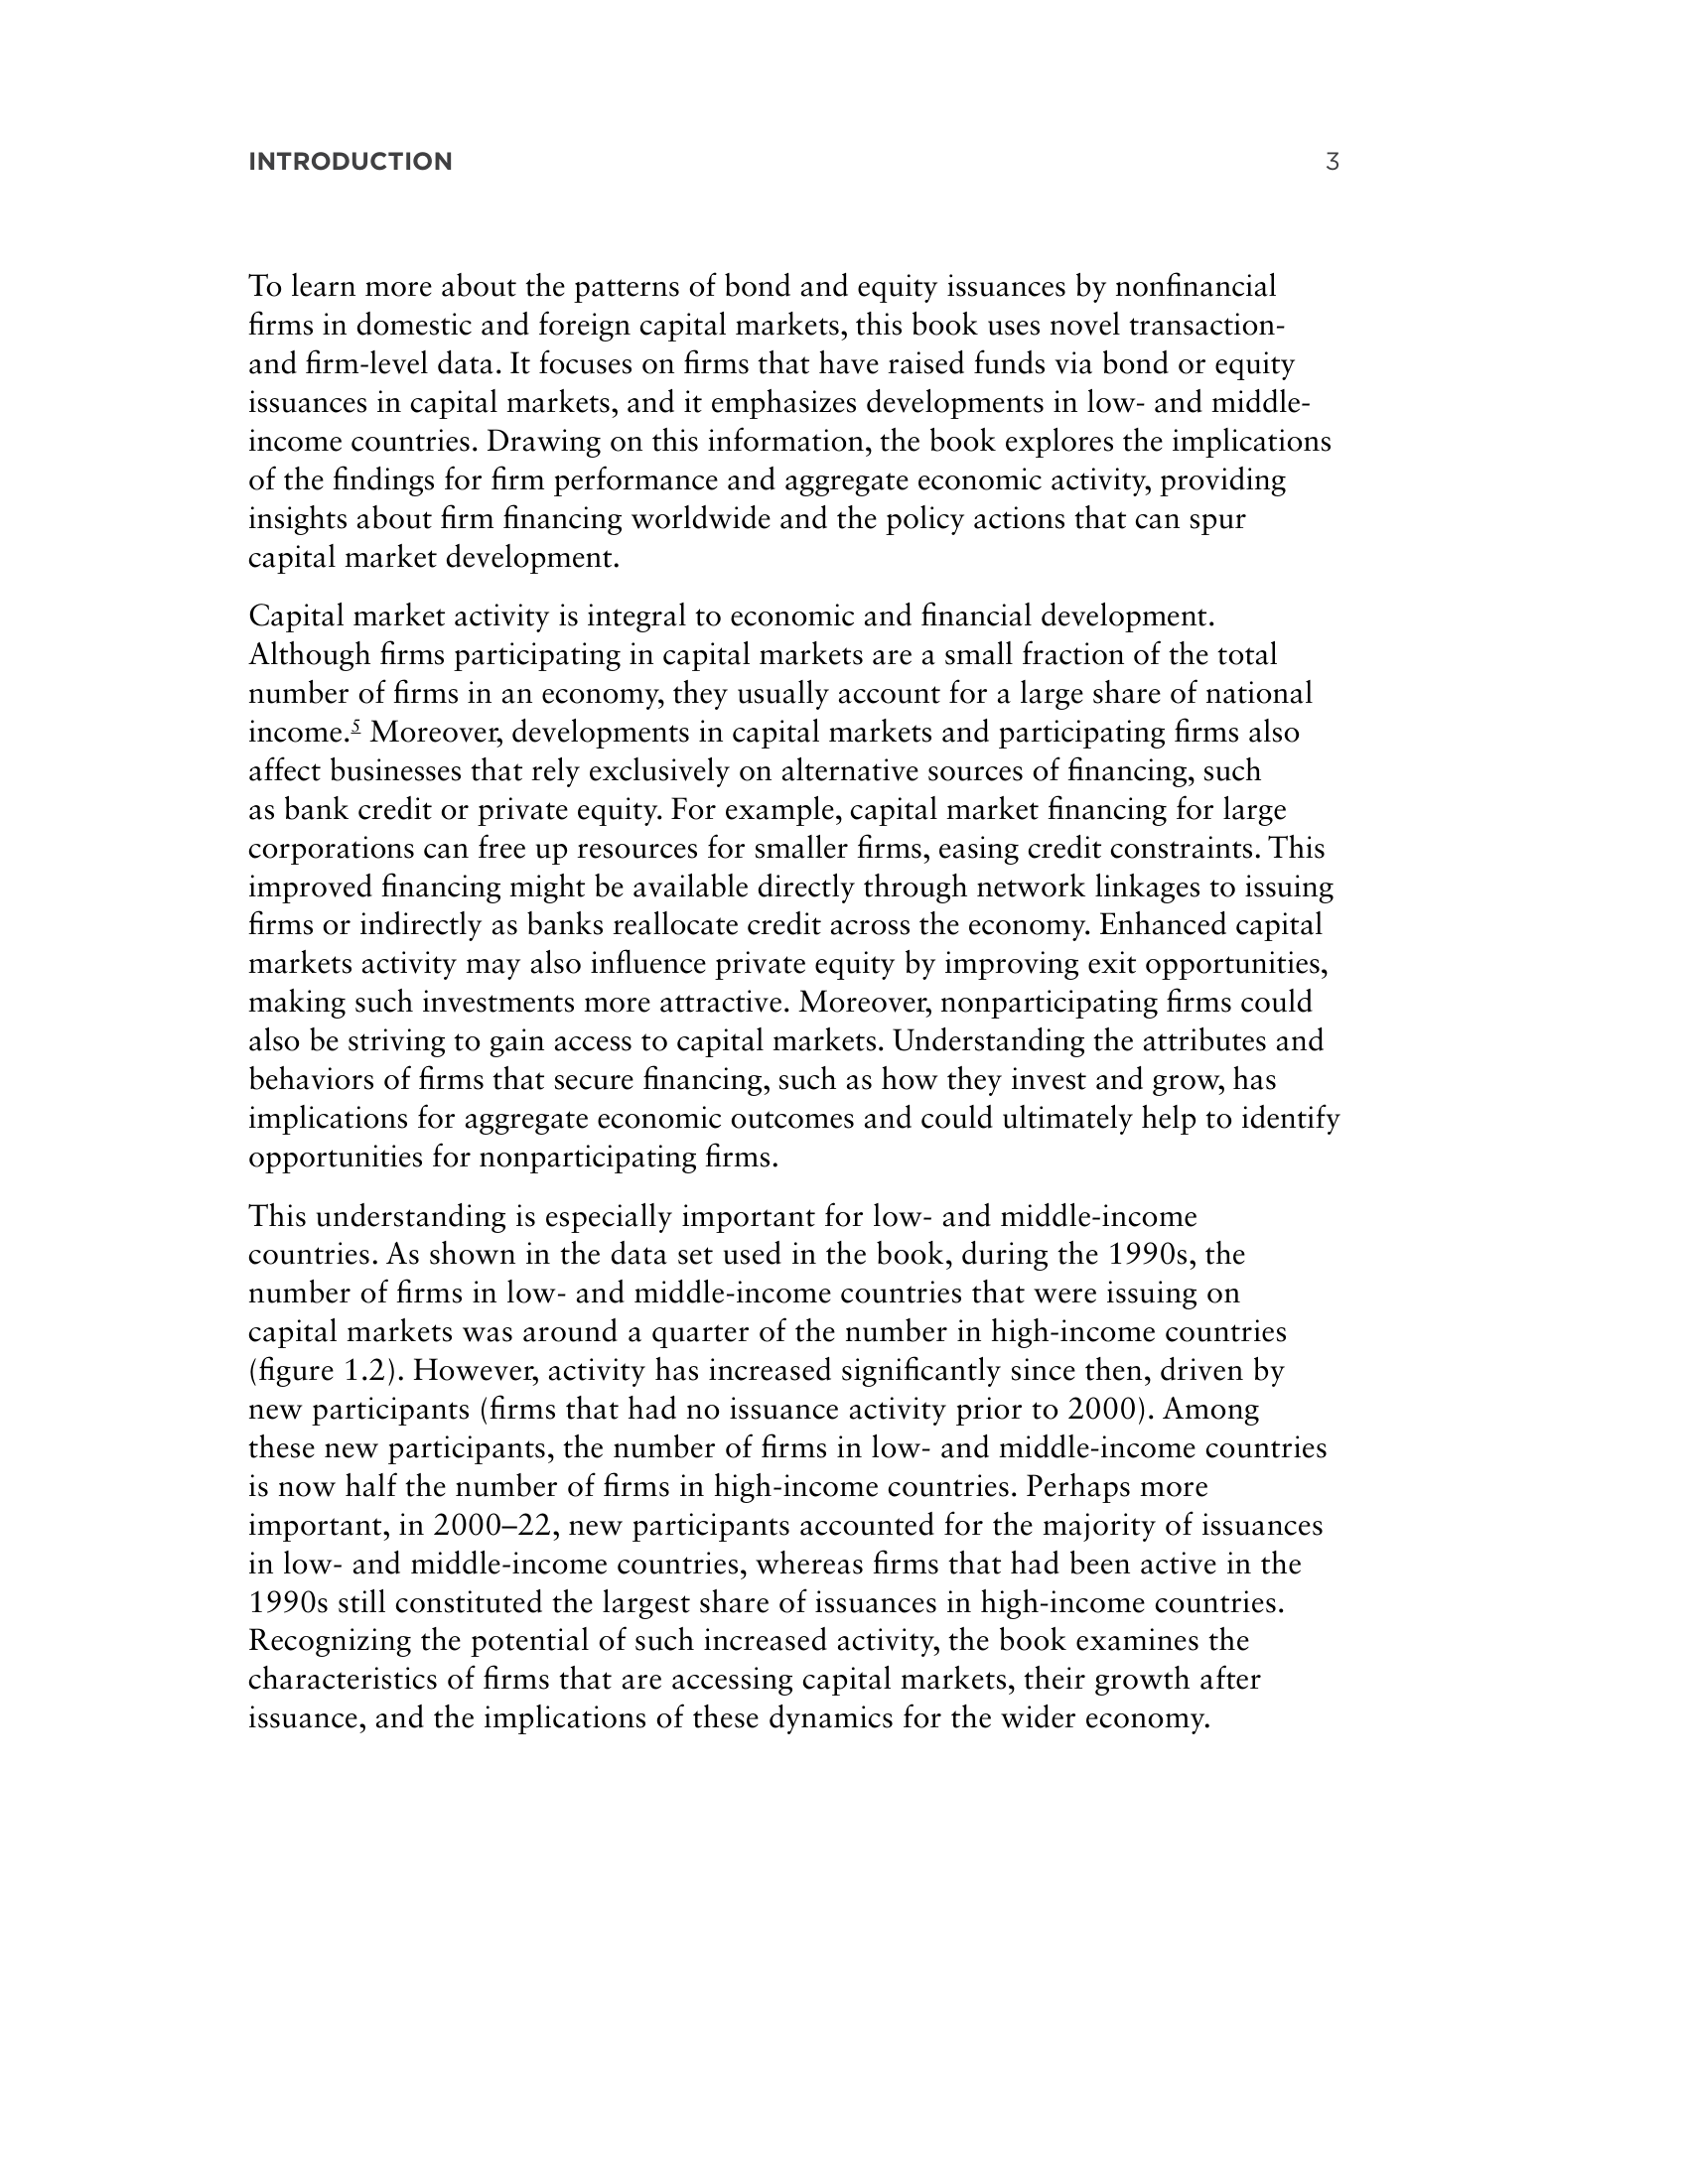 INTRODUCTION 3
To learn more about the patterns of bond and equity issuances by nonfinancial
firms in domestic and foreign capital markets, this book uses novel transaction-
and firm-level data. It focuses on firms that have raised funds via bond or equity
issuances in capital markets, and it emphasizes developments in low- and middle-
income countries. Drawing on this information, the book explores the implications
of the findings for firm performance and aggregate economic activity, providing
insights about firm financing worldwide and the policy actions that can spur
capital market development.
Capital market activity is integral to economic and financial development.
Although firms participating in capital markets are a small fraction of the total
number of firms in an economy, they usually account for a large share of national
income.5 Moreover, developments in capital markets and participating firms also
affect businesses that rely exclusively on alternative sources of financing, such
as bank credit or private equity. For example, capital market financing for large
corporations can free up resources for smaller firms, easing credit constraints. This
improved financing might be available directly through network linkages to issuing
firms or indirectly as banks reallocate credit across the economy. Enhanced capital
markets activity may also influence private equity by improving exit opportunities,
making such investments more attractive. Moreover, nonparticipating firms could
also be striving to gain access to capital markets. Understanding the attributes and
behaviors of firms that secure financing, such as how they invest and grow, has
implications for aggregate economic outcomes and could ultimately help to identify
opportunities for nonparticipating firms.
This understanding is especially important for low- and middle-income
countries. As shown in the data set used in the book, during the 1990s, the
number of firms in low- and middle-income countries that were issuing on
capital markets was around a quarter of the number in high-income countries
(figure 1.2). However, activity has increased significantly since then, driven by
new participants (firms that had no issuance activity prior to 2000). Among
these new participants, the number of firms in low- and middle-income countries
is now half the number of firms in high-income countries. Perhaps more
important, in 2000–22, new participants accounted for the majority of issuances
in low- and middle-income countries, whereas firms that had been active in the
1990s still constituted the largest share of issuances in high-income countries.
Recognizing the potential of such increased activity, the book examines the
characteristics of firms that are accessing capital markets, their growth after
issuance, and the implications of these dynamics for the wider economy.